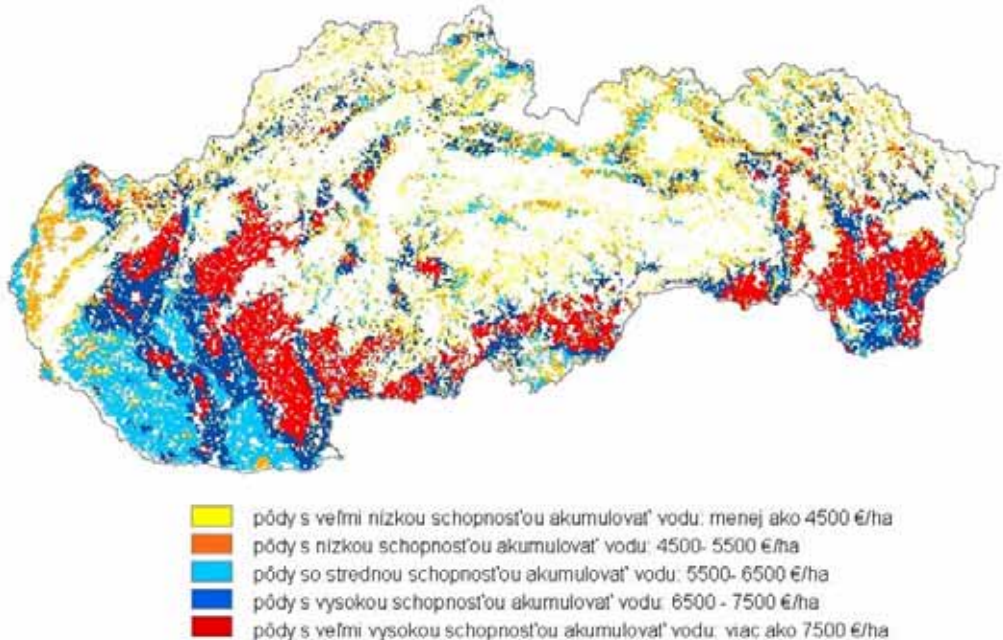 pôdy s veľmi nízkou schopnosťou akumulovať vodu: menej ako 4500 €/ha
pôdy s nízkou schopnosťou akumulovať vodu: 4500- 5500 €/ha
pôdy so strednou schopnosťou akumulovať vodu: 5500- 6500 €/ha
pôdy s vysokou schopnosťou akumulovať vodu: 6500 - 7500 €/ha
pôdy s veľmi vysokou schopnosťou akumulovať vodu: viac ako 7500 €/ha